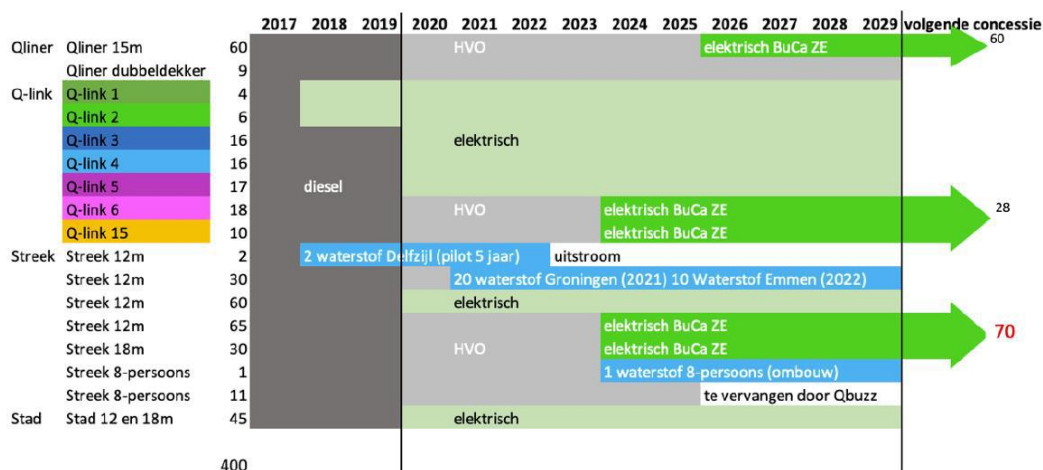 2017 2018 2019 2020 2021 2022 2023 2024 2025 2026 2027 2028 2029 volgende concessie
Qliner Qliner 15m 60 HVO elektrisch BuCa ZE 60
Qliner dubbeldekker 9
Q-link Q-link 1 4
Q-link 2 6
Q-link 3 16 elektrisch
Q-link 4 16
Q-link 5 17 diesel
Q-link 6 18 HVO elektrisch BuCa ZE 28
Q-link 15 10 elektrisch BuCa ZE
Streek Streek 12m 2 2 waterstof Delfzijl (pilot 5 jaar) uitstroom
Streek 12m 30 20 waterstof Groningen (2021) 10 Waterstof Emmen (2022)
Streek 12m 60 elektrisch
Streek 12m 65 elektrisch BuCa ZE 70
Streek 18m 30 HVO elektrisch BuCa ZE
Streek 8-persoons 1 1 waterstof 8-persoons (ombouw)
Streek 8-persoons 11 te vervangen door Qbuzz
Stad Stad 12 en 18m 45 elektrisch
400